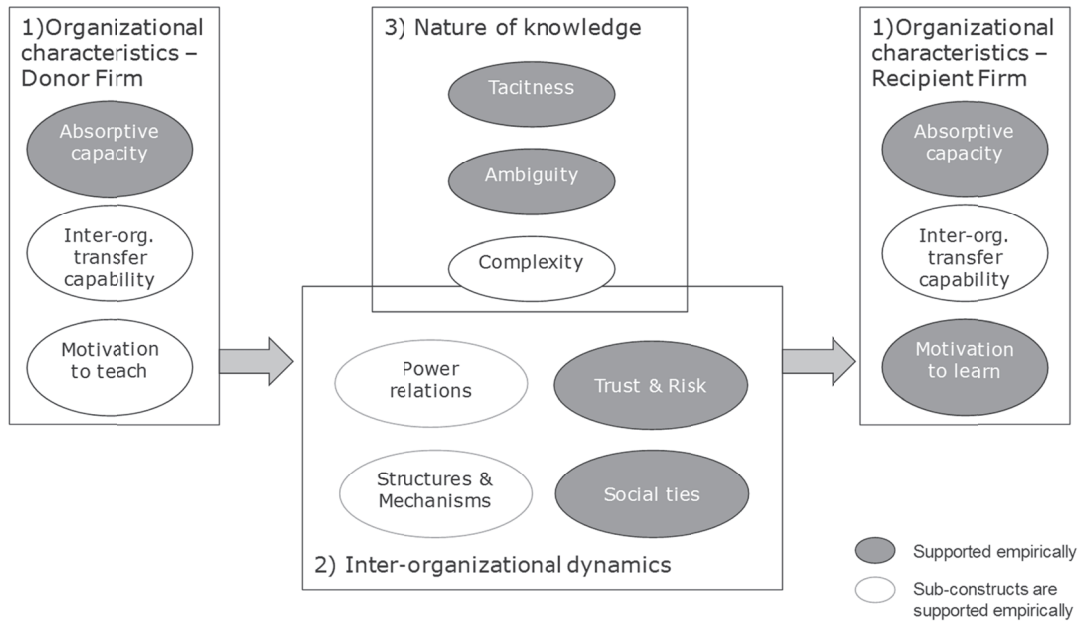 1)Organizational
characteristics –
Donor Firm
Absorptive
capacity
Inter-org.
transfer
capability
Motivation
to teach
3) Nature of knowledge
Tacitness
Ambiguity
Complexity
Power
relations
Trust & Risk
Structures &
Mechanisms
Social ties
2) Inter-organizational dynamics
1)Organizational
characteristics –
Recipient Firm
Absorptive
capacity
Inter-org.
transfer
capability
Motivation
to learn
Supported empirically
Sub-constructs are
supported empirically